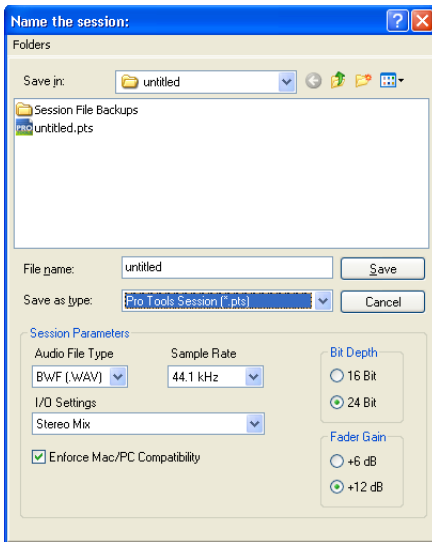 Name the session:
Folders
Save in: untitled
Session File Backups
PRO untitled.pts
File name: untitled Save
Save as type: Pro Tools Session (*.pts) Cancel
Session Parameters
Audio File Type Sample Rate Bit Depth
BWF (.WAV) 44.1 kHz 16 Bit
I/O Settings 24 Bit
Stereo Mix
Fader Gain
Enforce Mac/PC Compatibility +6 dB
+12 dB